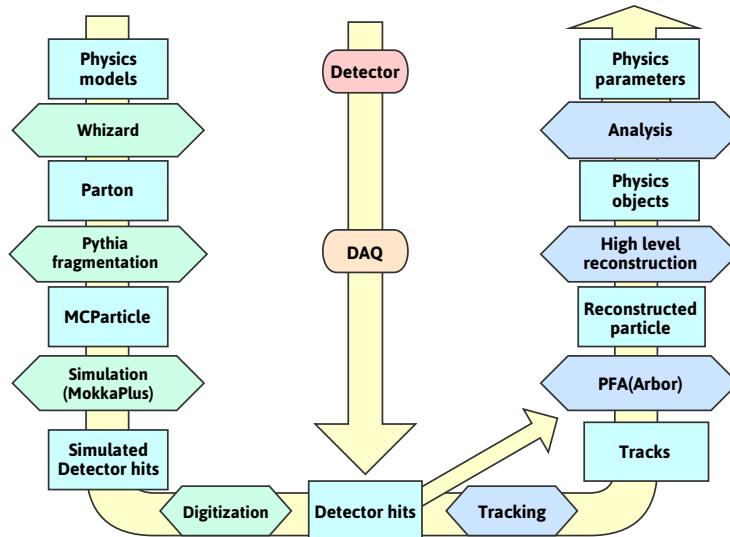 Physics
models
Whizard
Parton
Pythia
fragmentation
MCParticle
Simulation
(MokkaPlus)
Simulated
Detector hits
Digitization
Detector
DAQ
Detector hits
Tracking
Tracks
PFA(Arbor)
Reconstructed
particle
High level
reconstruction
Physics
objects
Analysis
Physics
parameters